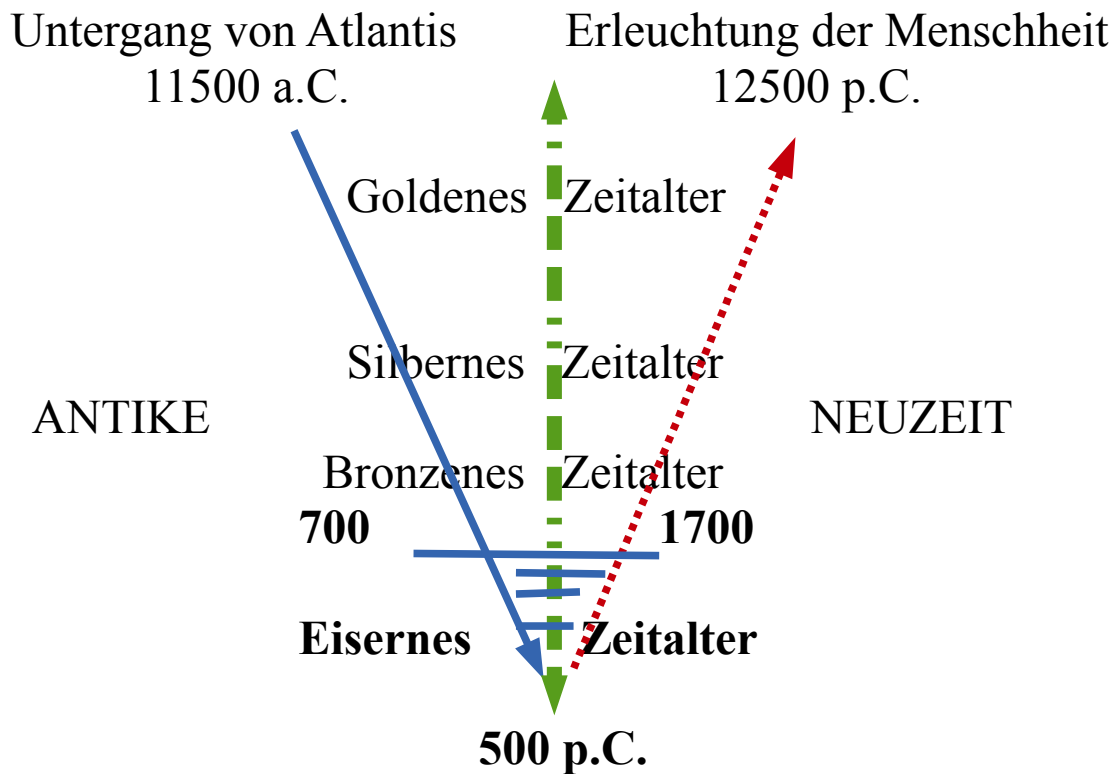 Untergang von Atlantis
11500 a.C.
Erleuchtung der Menschheit
12500 p.C.
Goldenes Zeitalter
Silbernes Zeitalter
ANTIKE
NEUZEIT
Bronzenes Zeitalter
700
1700
Eisernes Zeitalter
500 p.C.